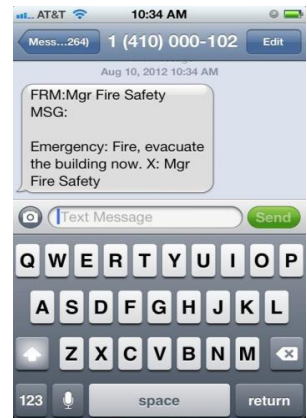 AT&T 10:34 AM
Mess...264) 1 (410) 000-102 Edit
Aug 10, 2012 10:34 AM
FRM:Mgr Fire Safety
MSG:
Emergency: Fire, evacuate
the building now. X: Mgr
Fire Safety
Text Message Send
Q W E R T Y U I O P
A S D F G H J K L
Z X C V B N M
123 space return